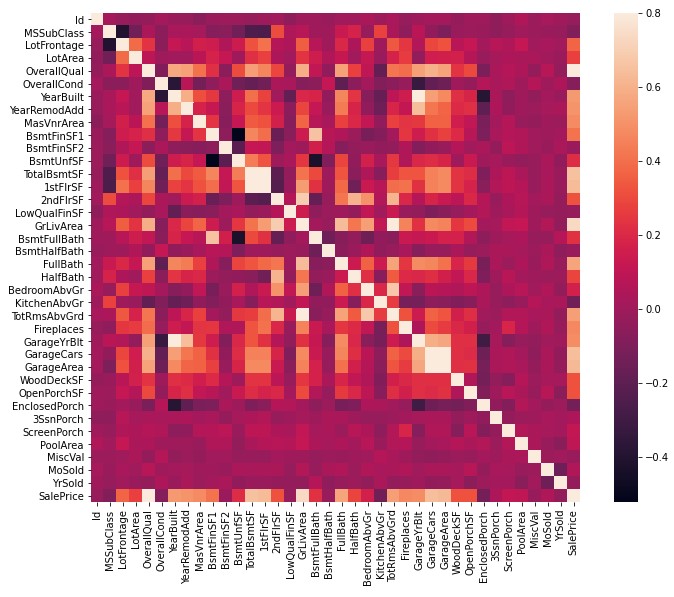 Id
MSSubClass
LotFrontage
LotArea
OverallQual
OverallCond
YearBuilt
YearRemodAdd
MasVnrArea
BsmtFinSF1
BsmtFinSF2
BsmtUnfSF
TotalBsmtSF
1stFlrSF
2ndFlrSF
LowQualFinSF
GrLivArea
BsmtFullBath
BsmtHalfBath
FullBath
HalfBath
BedroomAbvGr
KitchenAbvGr
TotRmsAbvGrd
Fireplaces
GarageYrBlt
GarageCars
GarageArea
WoodDeckSF
OpenPorchSF
EnclosedPorch
3SsnPorch
ScreenPorch
PoolArea
MiscVal
MoSold
YrSold
SalePrice
Id
MSSubClass
LotFrontage
LotArea
OverallQual
OverallCond
YearBuilt
YearRemodAdd
MasVnrArea
BsmtFinSF1
BsmtFinSF2
BsmtUnfSF
TotalBsmtSF
1stFlrSF
2ndFlrSF
LowQualFinSF
GrLivArea
BsmtFullBath
BsmtHalfBath
FullBath
HalfBath
BedroomAbvGr
KitchenAbvGr
TotRmsAbvGrd
Fireplaces
GarageYrBlt
GarageCars
GarageArea
WoodDeckSF
OpenPorchSF
EnclosedPorch
3SsnPorch
ScreenPorch
PoolArea
MiscVal
MoSold
YrSold
SalePrice
0.8
0.6
0.4
0.2
0.0
−0.2
−0.4